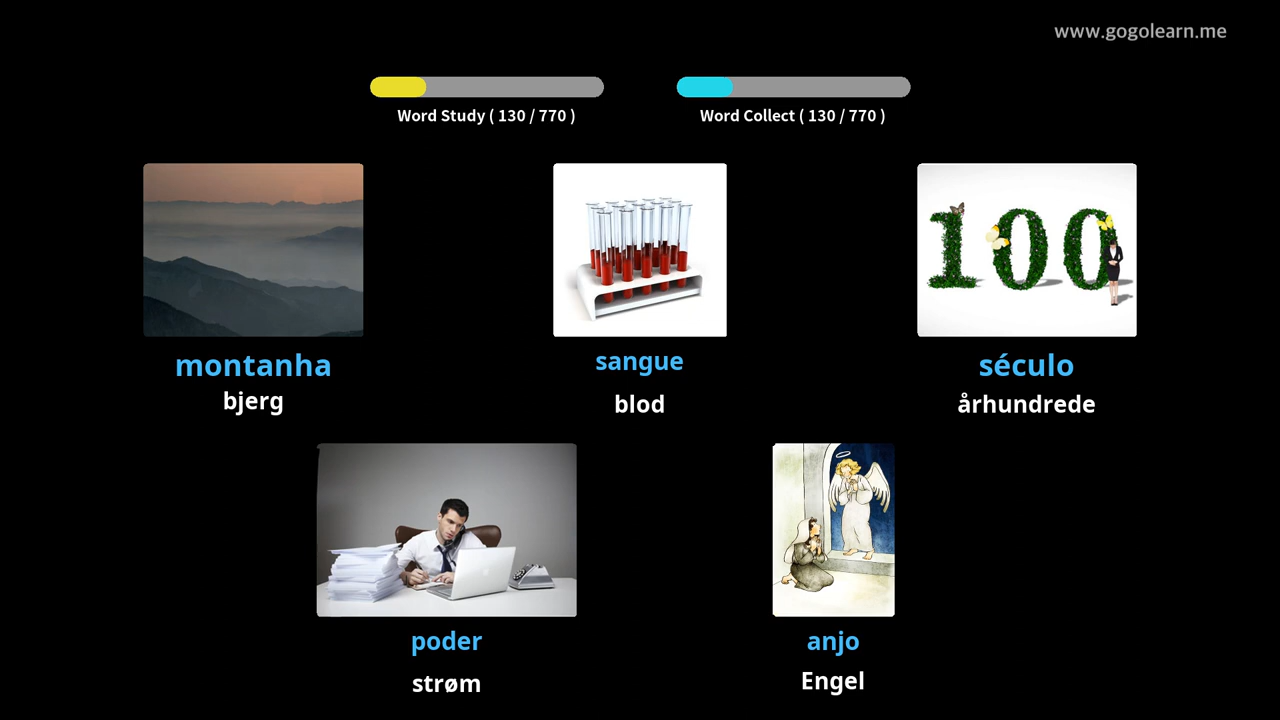 www.gogolearn.me
Word Study ( 130 / 770 )
Word Collect ( 130 / 770 )
montanha
bjerg
sangue
blod
100
século
århundrede
poder
strøm
anjo
Engel